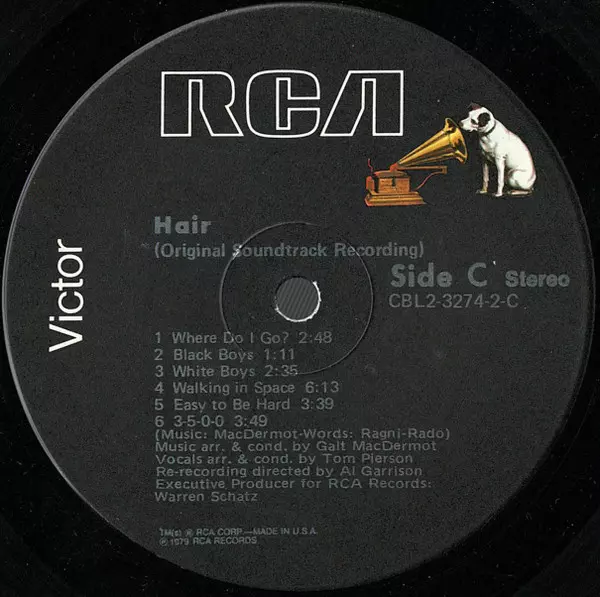 RCA
Victor
Hair
(Original Soundtrack Recording)
Side C Stereo
CBL2-3274-2-C
1 Where Do I Go? 2:48
2 Black Boys 1:11
3 White Boys 2:35
4 Walking in Space 6:13
5 Easy to Be Hard 3:39
6 3-5-0-0 3:49
(Music: MacDermot-Words: Ragni-Rado)
Music arr. & cond. by Galt MacDermot
Vocals arr. & cond. by Tom Pierson
Re-recording directed by Al Garrison
Executive Producer for RCA Records:
Warren Schatz
TM(s) ® RCA CORP.—MADE IN U.S.A.
℗ 1979 RCA RECORDS